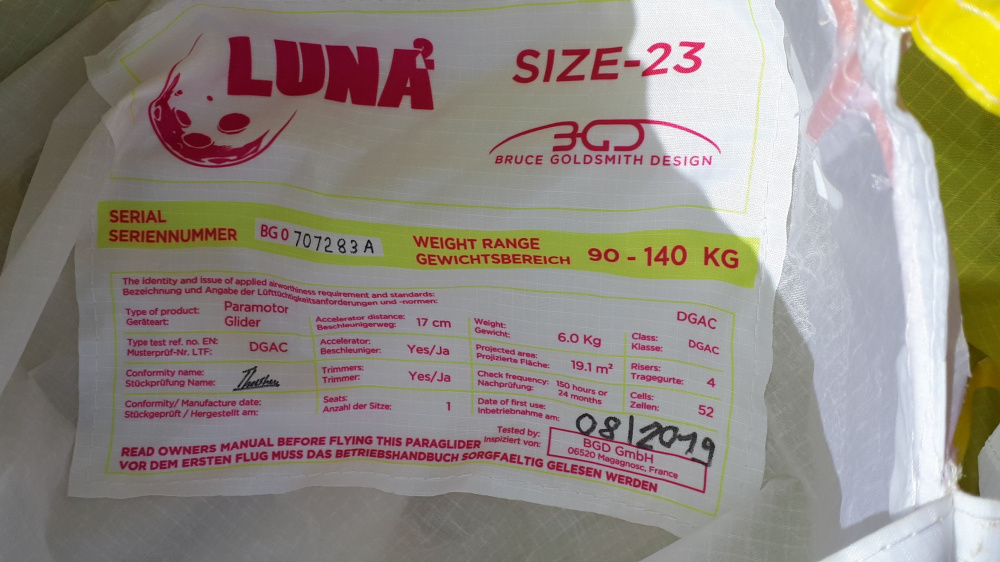 LUNA²
SIZE-23
BGD
BRUCE GOLDSMITH DESIGN
SERIAL
SERIENNUMMER
BG0 707283A
WEIGHT RANGE
GEWICHTSBEREICH
90 - 140 KG
The identity and issue of applied airworthiness requirement and standards:
Bezeichnung und Angabe der Lüfttüchtigkeitsanforderungen und -normen:
DGAC
Type of product:
Geräteart:
Paramotor
Glider
Accelerator distance:
Beschleunigerweg:
17 cm
Weight:
Gewicht:
6.0 Kg
Class:
Klasse:
DGAC
Type test ref. no. EN:
Musterprüf-Nr. LTF:
DGAC
Accelerator:
Beschleuniger:
Yes/Ja
Projected area:
Projizierte Fläche:
19.1 m²
Risers:
Tragegurte:
4
Conformity name:
Stückprüfung Name:
Trimmers:
Trimmer:
Yes/Ja
Check frequency:
Nachprüfung:
150 hours or
24 months
Cells:
Zellen:
52
Conformity/ Manufacture date:
Stückgeprüft / Hergestellt am:
Seats:
Anzahl der Sitze:
1
Date of first use:
Inbetriebnahme am:
08/2019
Tested by:
Inspiziert von:
BGD GmbH
06520 Magagnosc, France
READ OWNERS MANUAL BEFORE FLYING THIS PARAGLIDER
VOR DEM ERSTEN FLUG MUSS DAS BETRIEBSHANDBUCH SORGFAELTIG GELESEN WERDEN